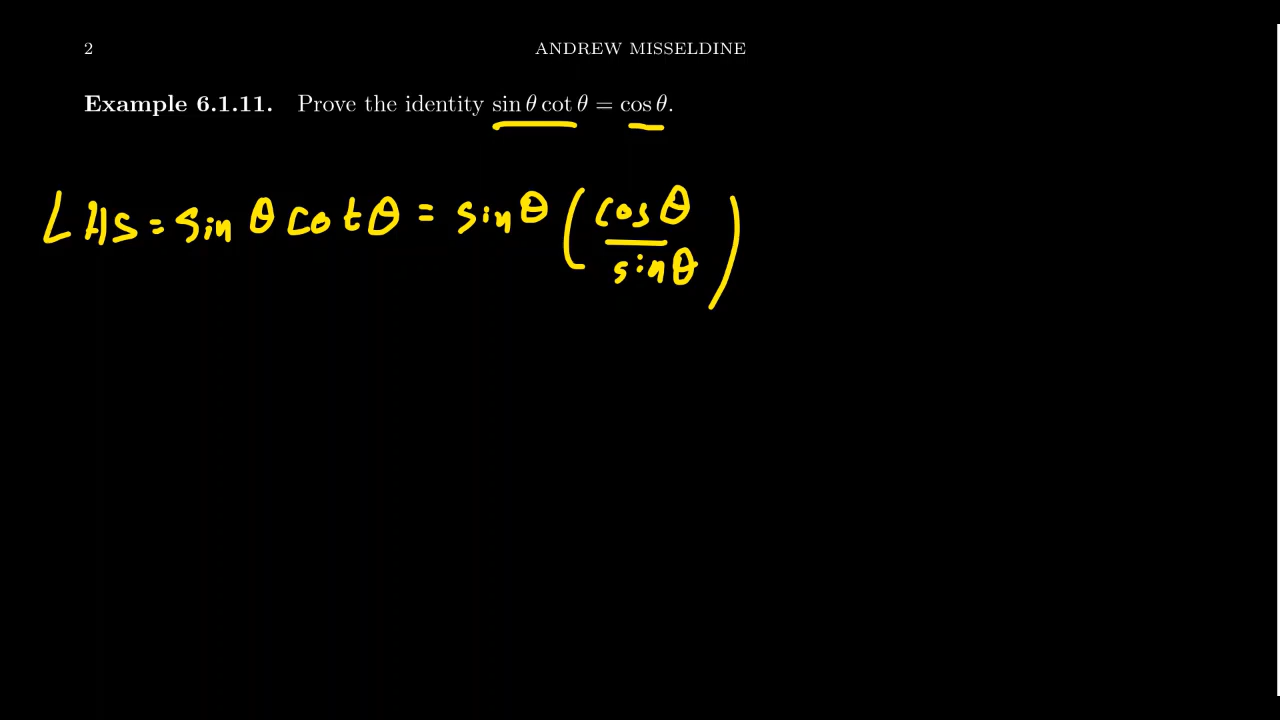 2 ANDREW MISSELDINE
Example 6.1.11. Prove the identity sin θ cot θ = cos θ.
LHS = sin θ cot θ = sin θ ( cos θ / sin θ )